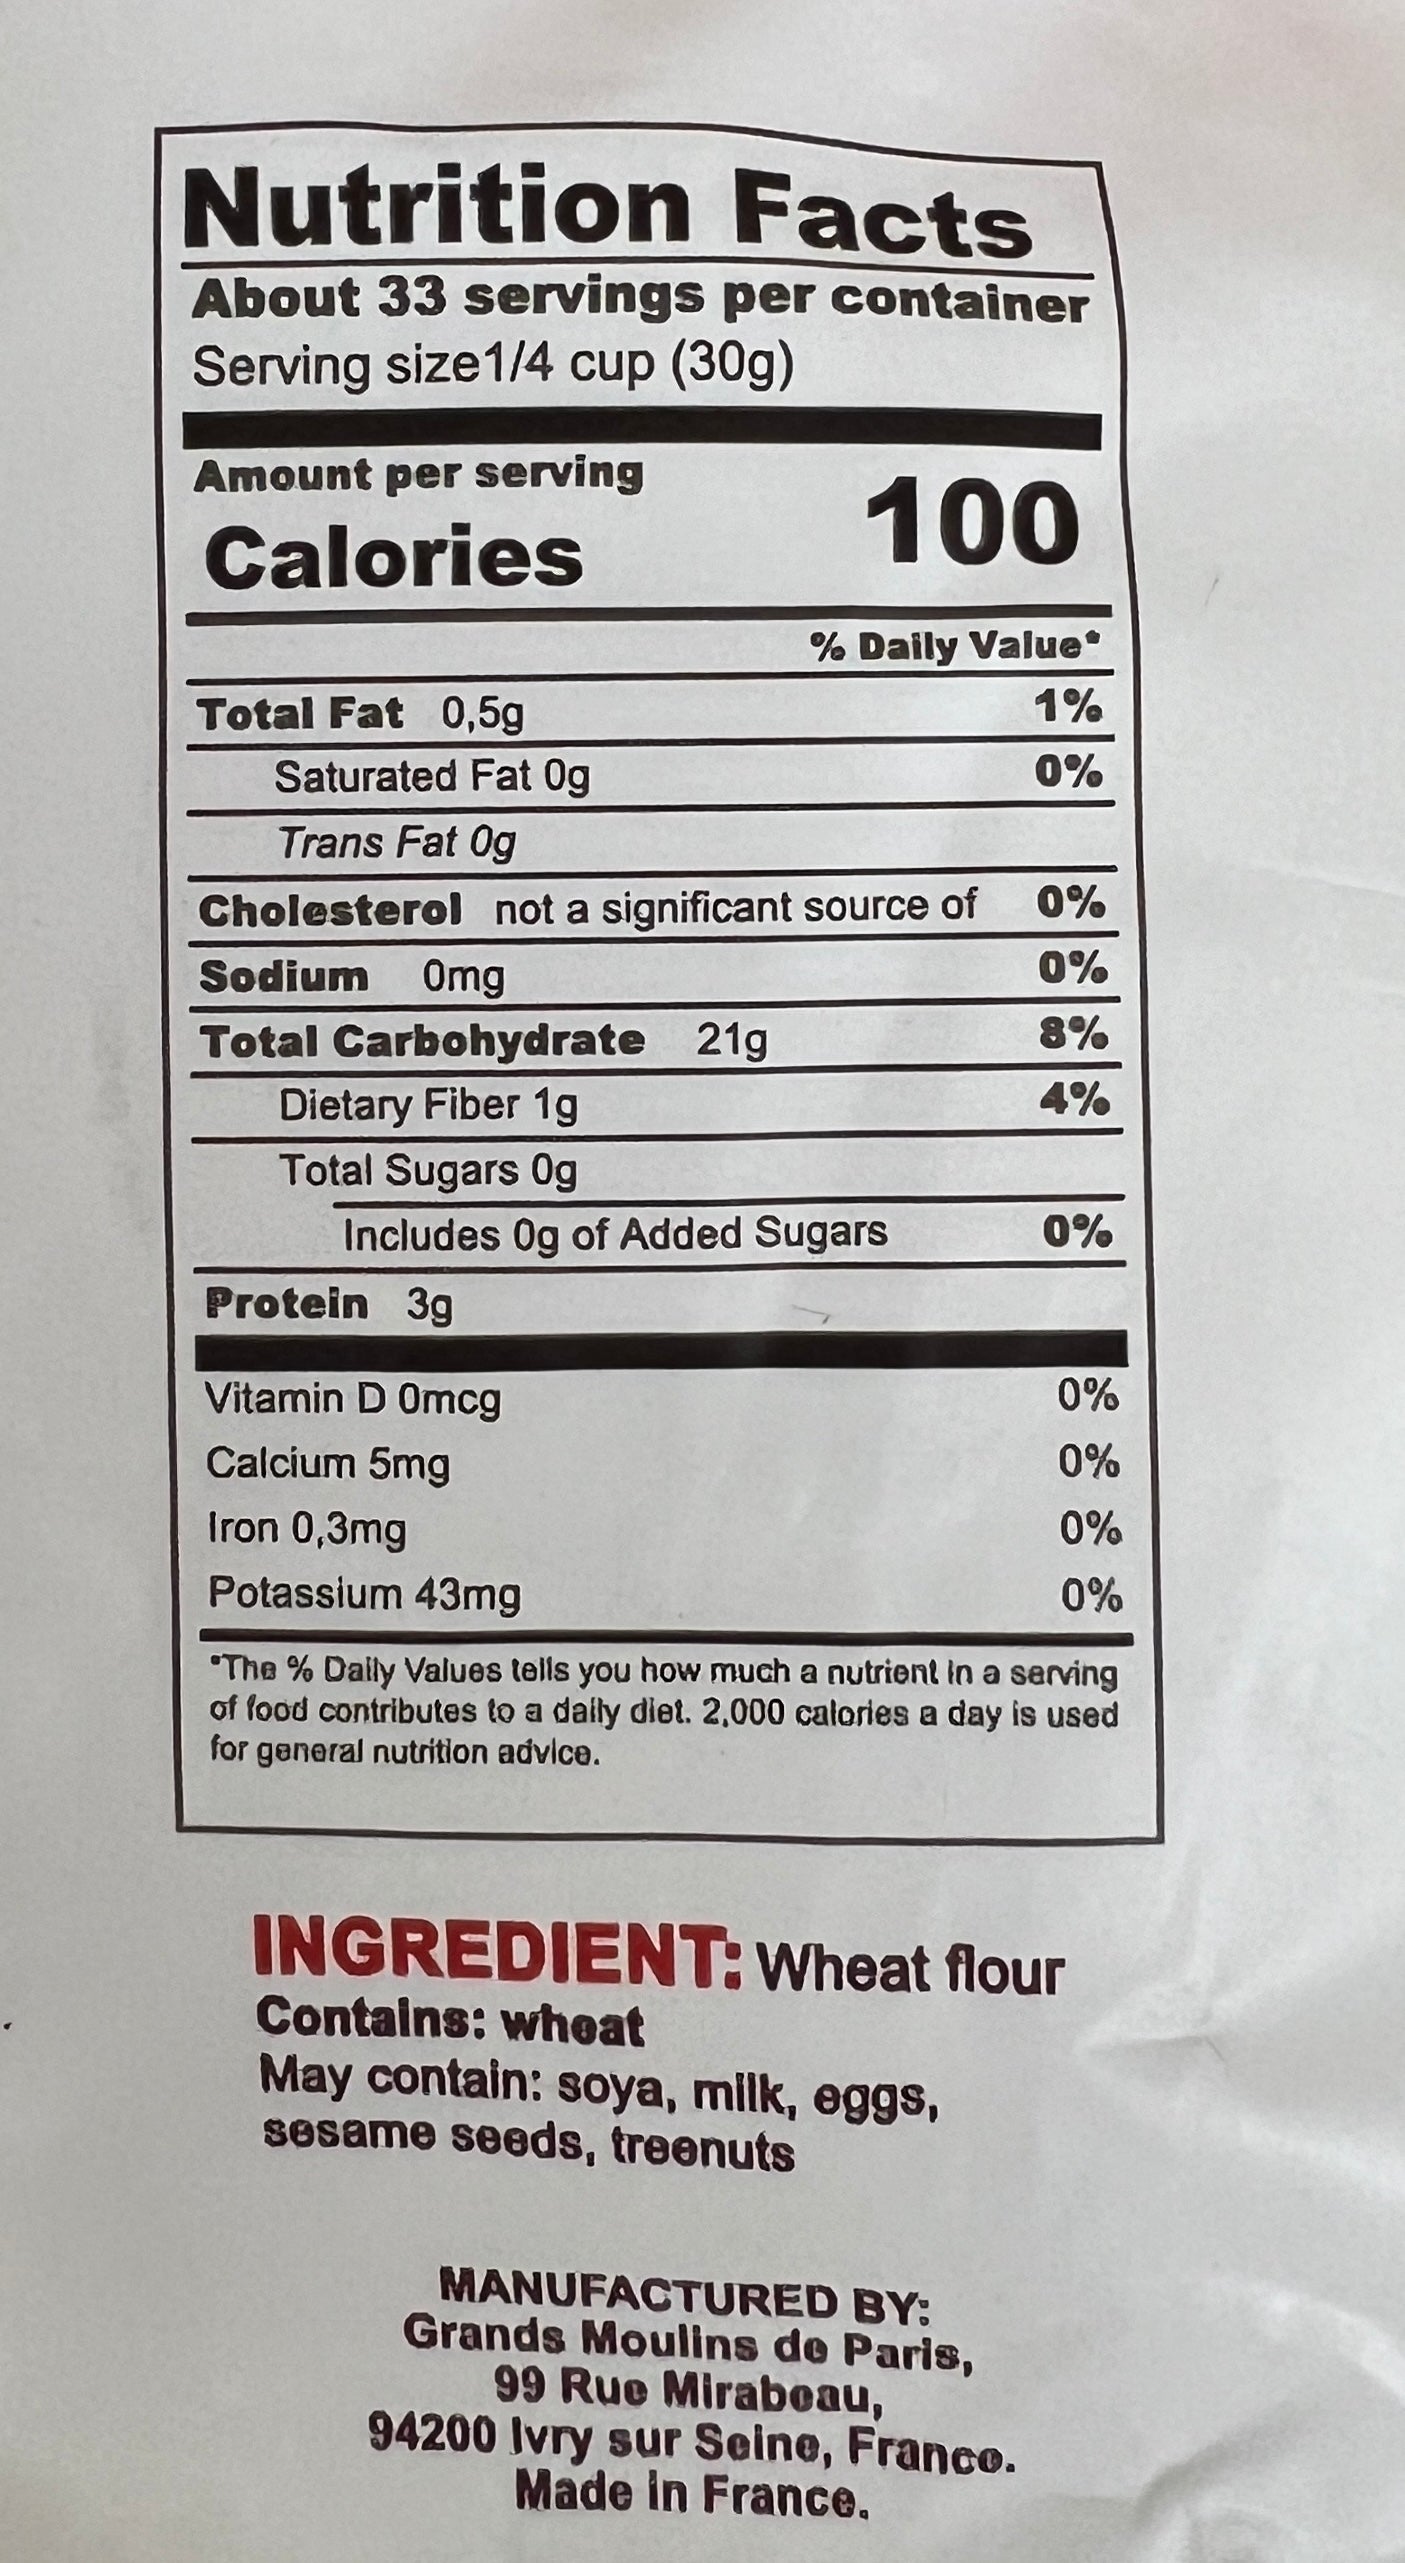 Nutrition Facts
About 33 servings per container
Serving size1/4 cup (30g)
Amount per serving
Calories 100
% Daily Value*
Total Fat 0,5g 1%
Saturated Fat 0g 0%
Trans Fat 0g
Cholesterol not a significant source of 0%
Sodium 0mg 0%
Total Carbohydrate 21g 8%
Dietary Fiber 1g 4%
Total Sugars 0g
Includes 0g of Added Sugars 0%
Protein 3g
Vitamin D 0mcg 0%
Calcium 5mg 0%
Iron 0,3mg 0%
Potassium 43mg 0%
*The % Daily Values tells you how much a nutrient in a serving
of food contributes to a daily diet. 2,000 calories a day is used
for general nutrition advice.
INGREDIENT: Wheat flour
Contains: wheat
May contain: soya, milk, eggs,
sesame seeds, treenuts
MANUFACTURED BY:
Grands Moulins de Paris,
99 Rue Mirabeau,
94200 Ivry sur Seine, France.
Made in France.